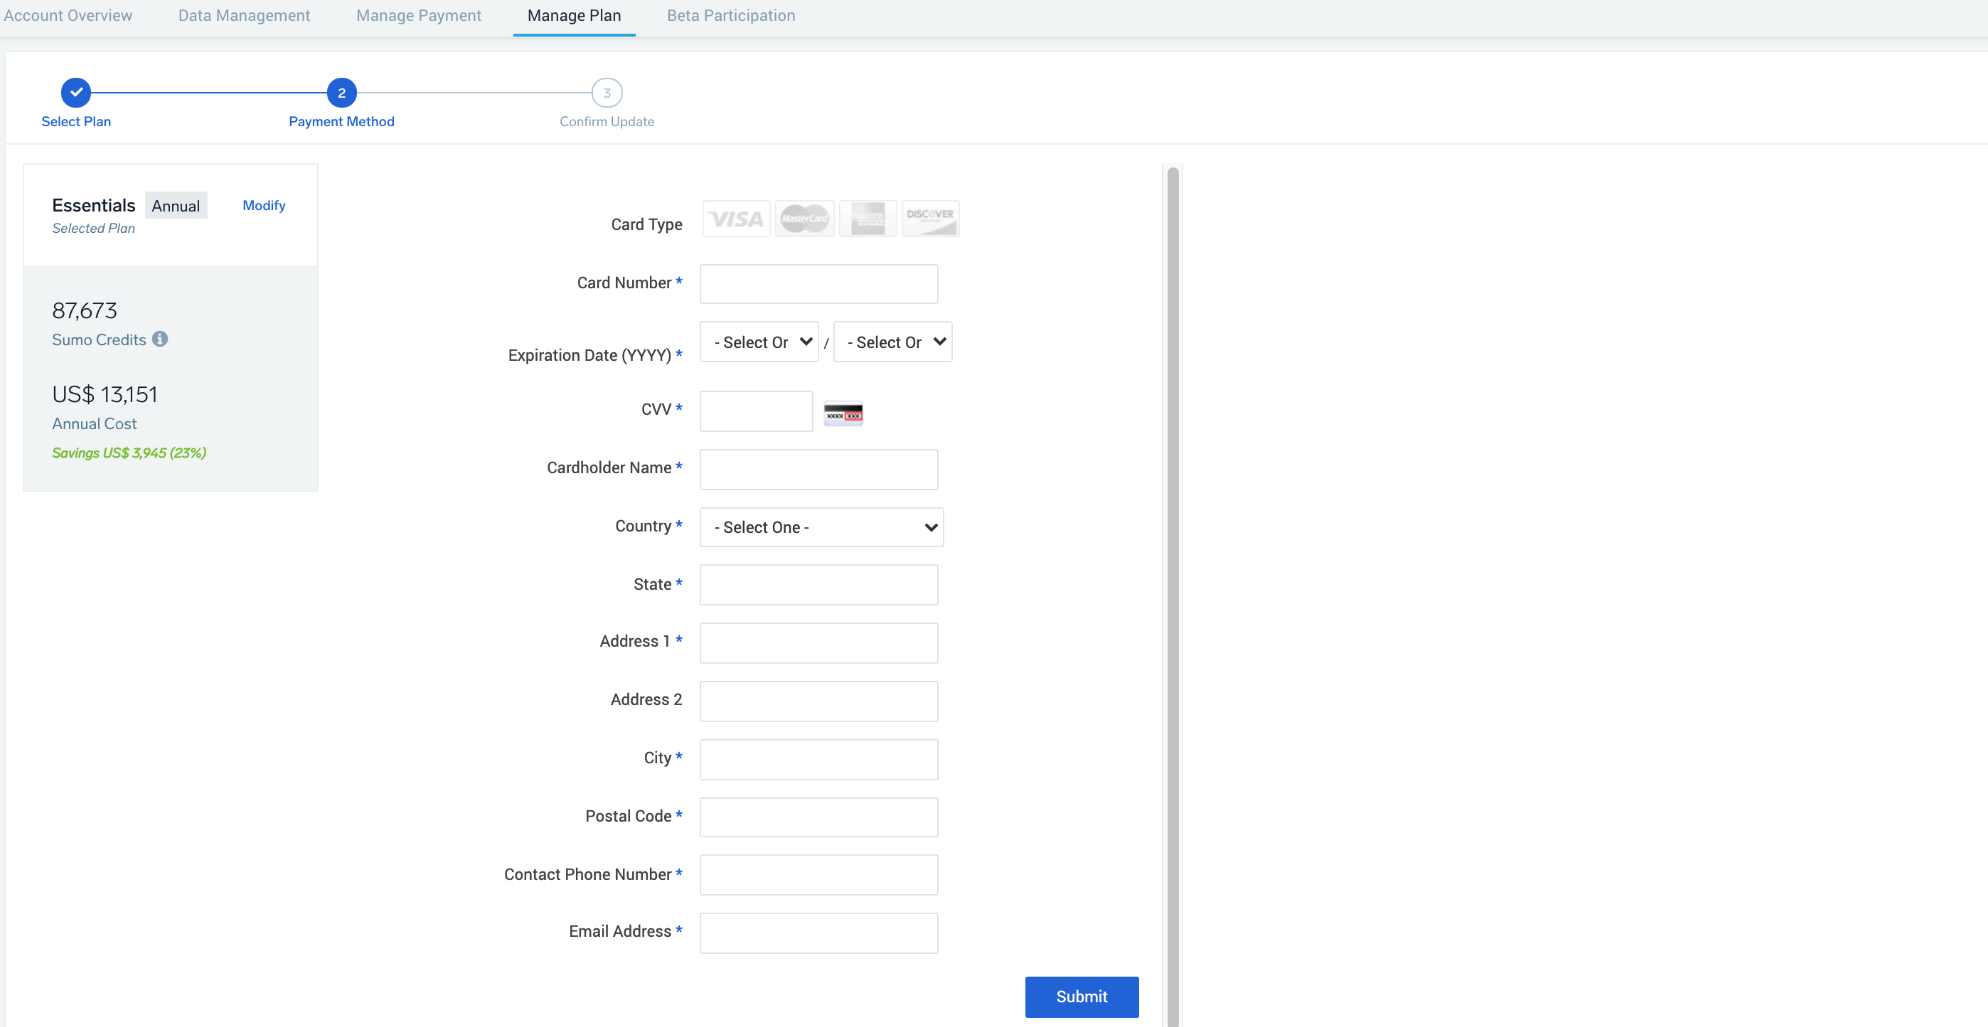 Account Overview Data Management Manage Payment Manage Plan Beta Participation
2 3
Select Plan Payment Method Confirm Update
Essentials Annual Modify
Selected Plan
87,673
Sumo Credits
US$ 13,151
Annual Cost
Savings US$ 3,945 (23%)
Card Type VISA MasterCard DISCOVER
Card Number *
Expiration Date (YYYY) * - Select Or / - Select Or
CVV *
Cardholder Name *
Country * - Select One -
State *
Address 1 *
Address 2
City *
Postal Code *
Contact Phone Number *
Email Address *
Submit